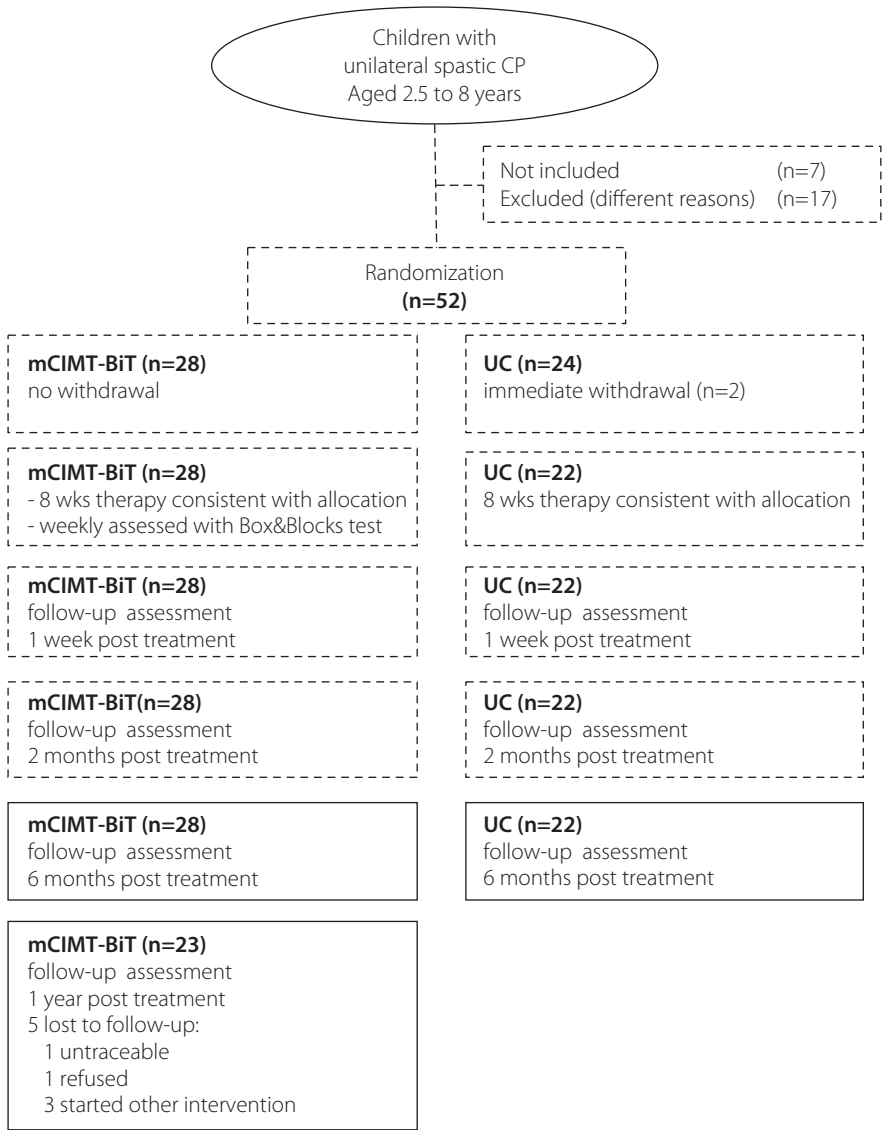 Children with
unilateral spastic CP
Aged 2.5 to 8 years
Not included (n=7)
Excluded (different reasons) (n=17)
Randomization
(n=52)
mCIMT-BiT (n=28)
no withdrawal
UC (n=24)
immediate withdrawal (n=2)
mCIMT-BiT (n=28)
- 8 wks therapy consistent with allocation
- weekly assessed with Box&Blocks test
UC (n=22)
8 wks therapy consistent with allocation
mCIMT-BiT (n=28)
follow-up assessment
1 week post treatment
UC (n=22)
follow-up assessment
1 week post treatment
mCIMT-BiT(n=28)
follow-up assessment
2 months post treatment
UC (n=22)
follow-up assessment
2 months post treatment
mCIMT-BiT (n=28)
follow-up assessment
6 months post treatment
UC (n=22)
follow-up assessment
6 months post treatment
mCIMT-BiT (n=23)
follow-up assessment
1 year post treatment
5 lost to follow-up:
1 untraceable
1 refused
3 started other intervention